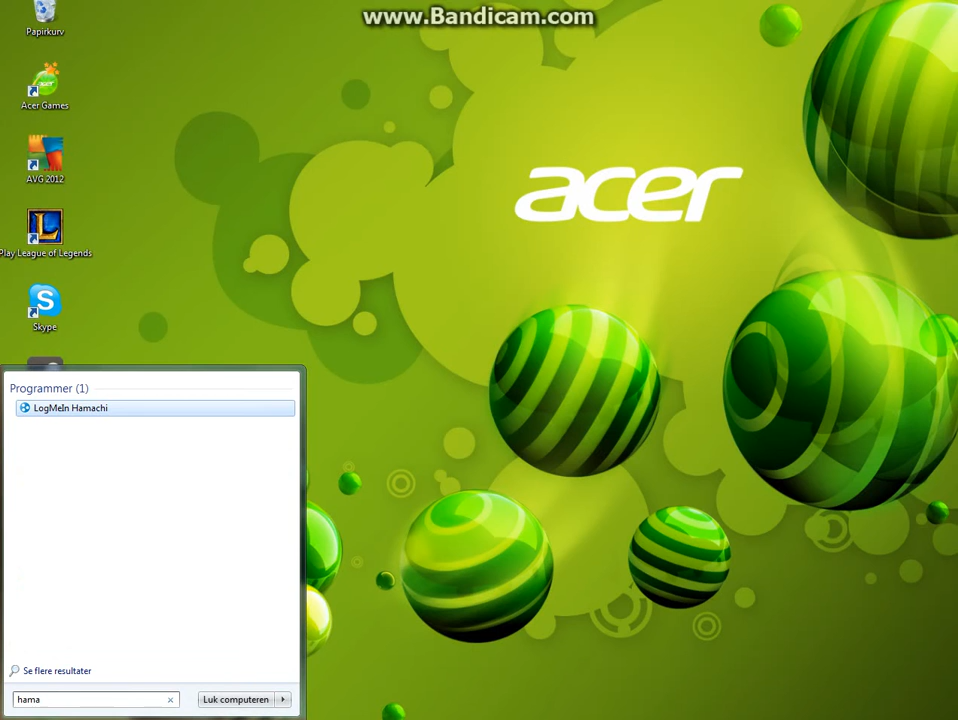 www.Bandicam.com
Papirkurv
acer
Acer Games
acer
AVG 2012
Play League of Legends
Skype
Programmer (1)
LogMeIn Hamachi
Se flere resultater
hama
Luk computeren